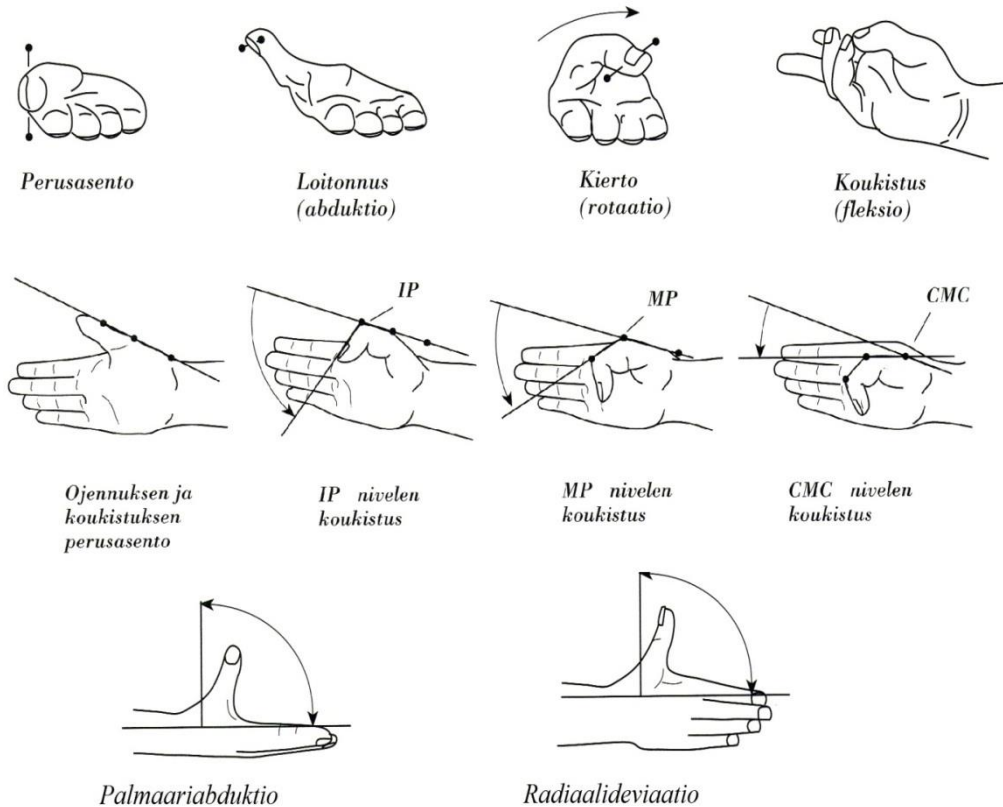 Perusasento
Loitonnus
(abduktio)
Kierto
(rotaatio)
Koukistus
(fleksio)
IP
MP
CMC
Ojennuksen ja
koukistuksen
perusasento
IP nivelen
koukistus
MP nivelen
koukistus
CMC nivelen
koukistus
Palmaariabduktio
Radiaalideviaatio